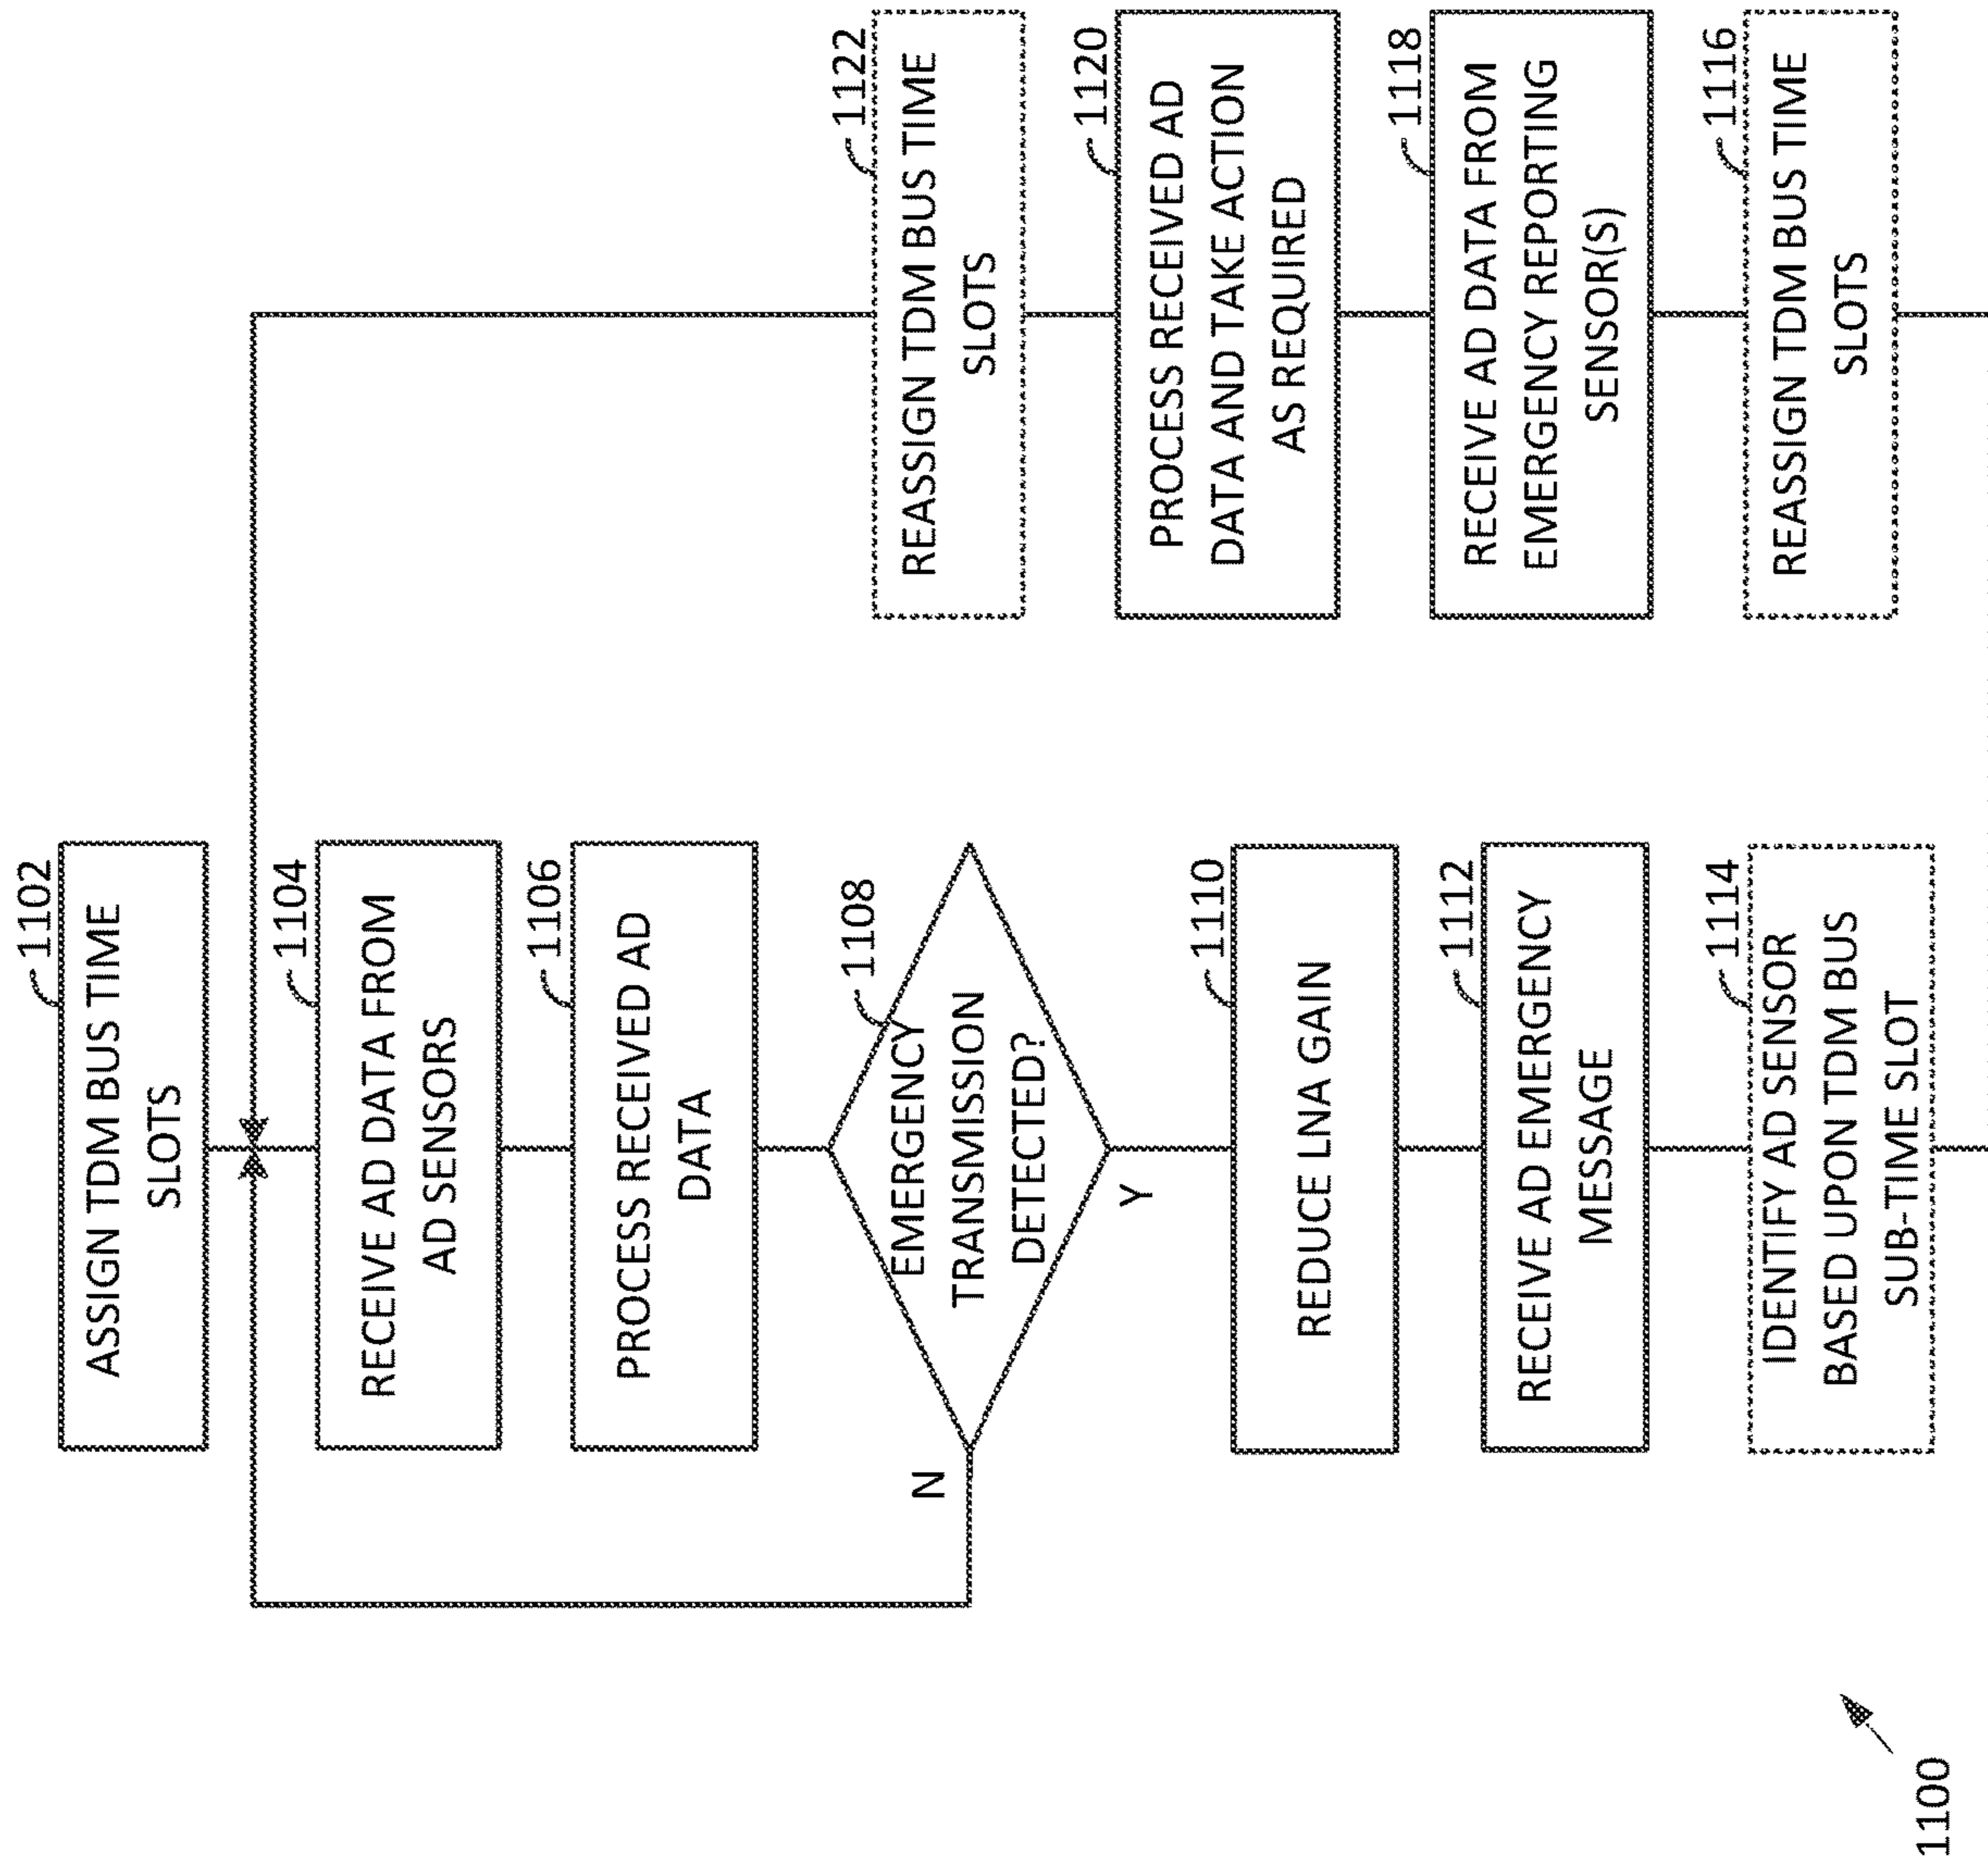 1102
ASSIGN TDM BUS TIME
SLOTS
1104
RECEIVE AD DATA FROM
AD SENSORS
1106
PROCESS RECEIVED AD
DATA
1108
EMERGENCY
TRANSMISSION
DETECTED?
N
Y
1110
REDUCE LNA GAIN
1112
RECEIVE AD EMERGENCY
MESSAGE
1114
IDENTIFY AD SENSOR
BASED UPON TDM BUS
SUB-TIME SLOT
1122
REASSIGN TDM BUS TIME
SLOTS
1120
PROCESS RECEIVED AD
DATA AND TAKE ACTION
AS REQUIRED
1118
RECEIVE AD DATA FROM
EMERGENCY REPORTING
SENSOR(S)
1116
REASSIGN TDM BUS TIME
SLOTS
1100